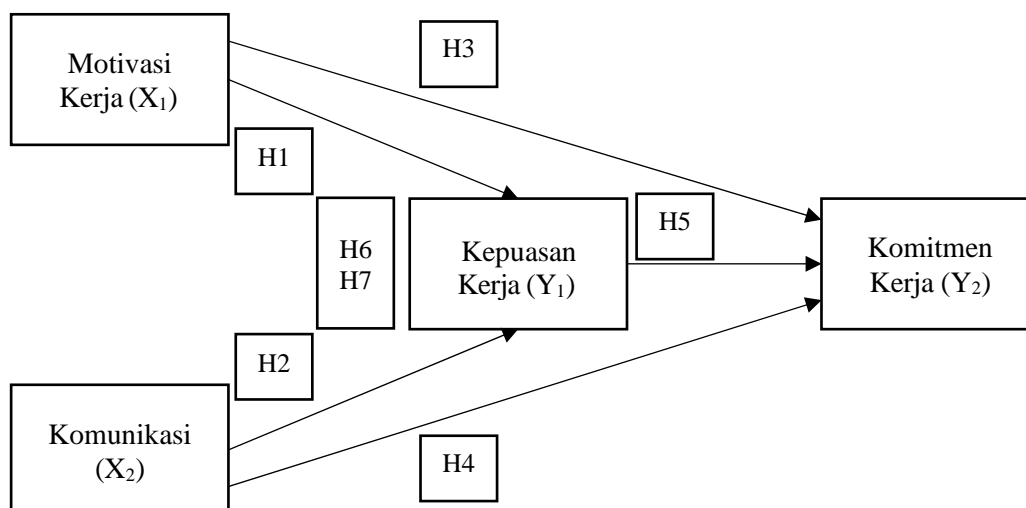 Motivasi
Kerja (X₁)
H3
H1
H6
H7
Kepuasan
Kerja (Y₁)
H5
Komitmen
Kerja (Y₂)
H2
Komunikasi
(X₂)
H4